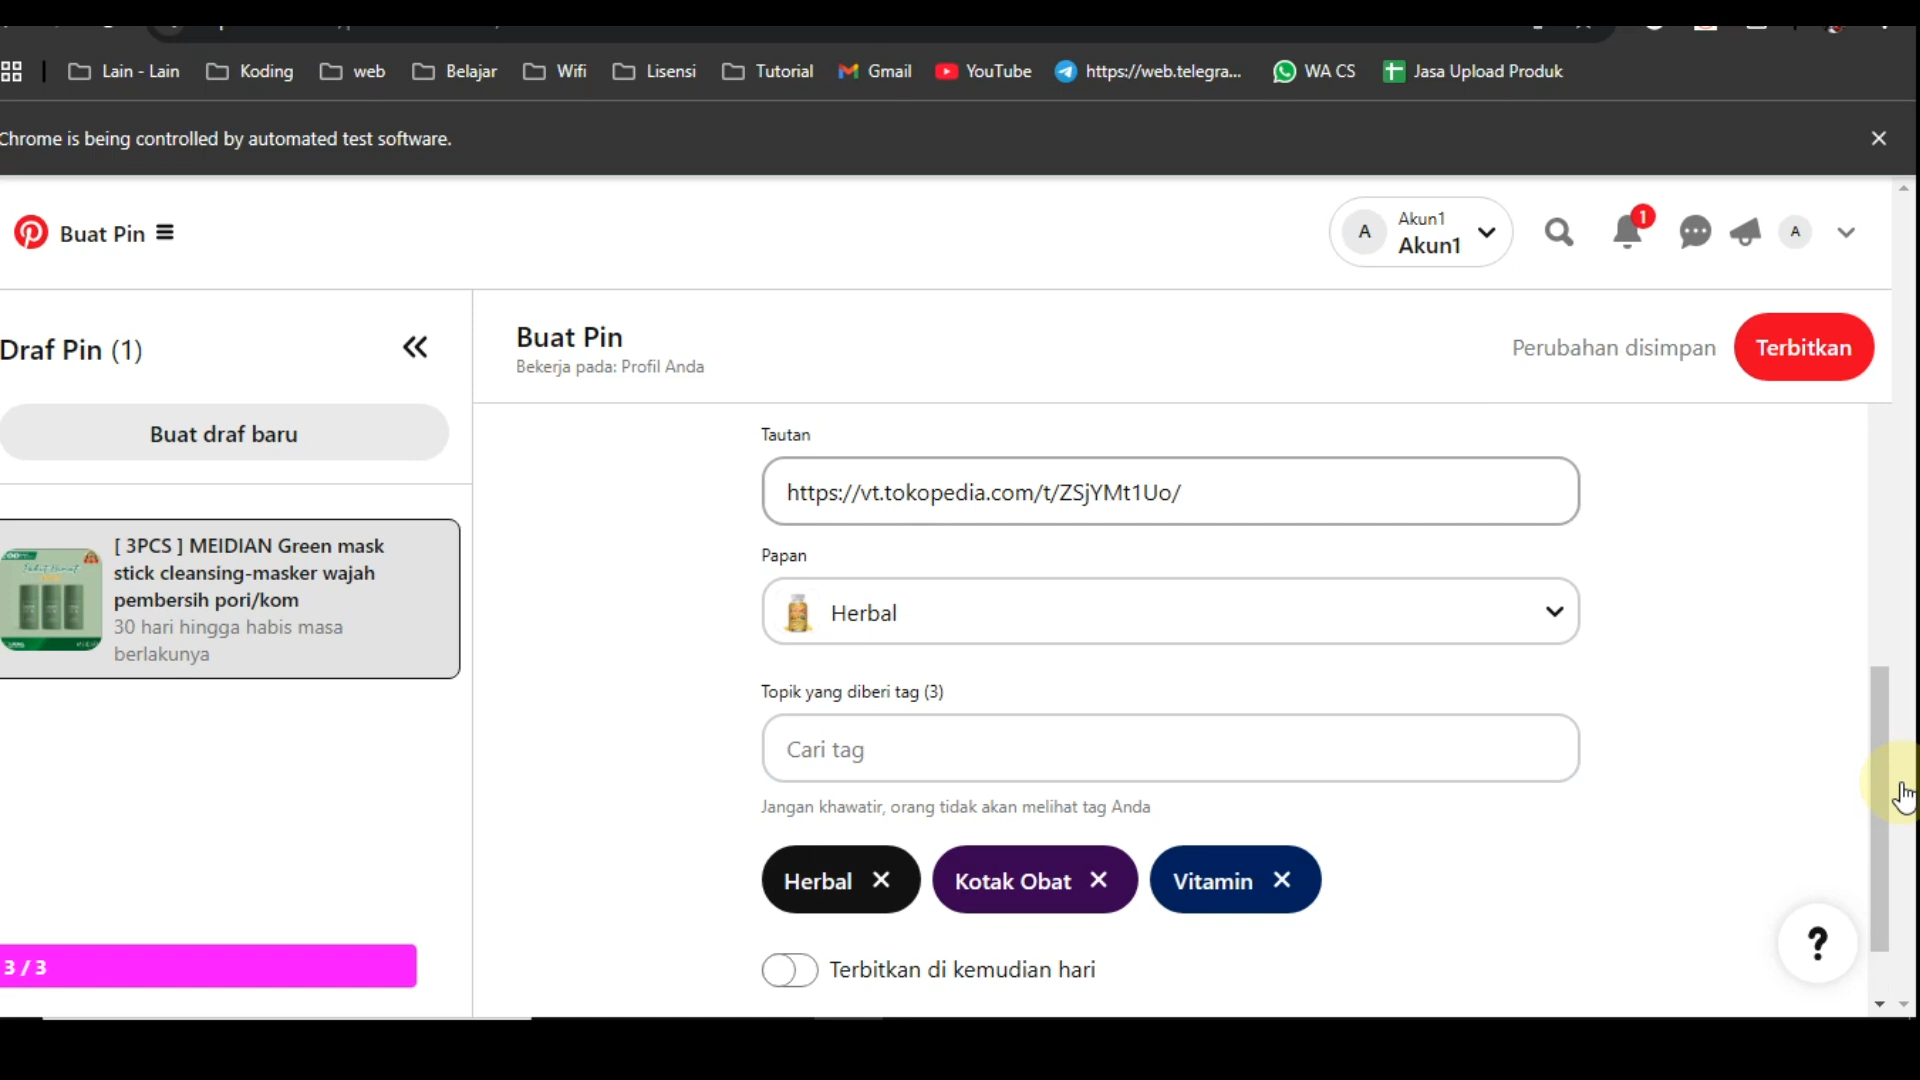 Lain - Lain Koding web Belajar Wifi Lisensi Tutorial Gmail YouTube https://web.telegra... WA CS Jasa Upload Produk
Chrome is being controlled by automated test software.
Buat Pin
A
Akun1
Akun1
1
A
Draf Pin (1)
Buat Pin
Bekerja pada: Profil Anda
Perubahan disimpan
Terbitkan
Buat draf baru
[ 3PCS ] MEIDIAN Green mask
stick cleansing-masker wajah
pembersih pori/kom
30 hari hingga habis masa
berlakunya
3 / 3
Tautan
https://vt.tokopedia.com/t/ZSjYMt1Uo/
Papan
Herbal
Topik yang diberi tag (3)
Cari tag
Jangan khawatir, orang tidak akan melihat tag Anda
Herbal
Kotak Obat
Vitamin
Terbitkan di kemudian hari
?